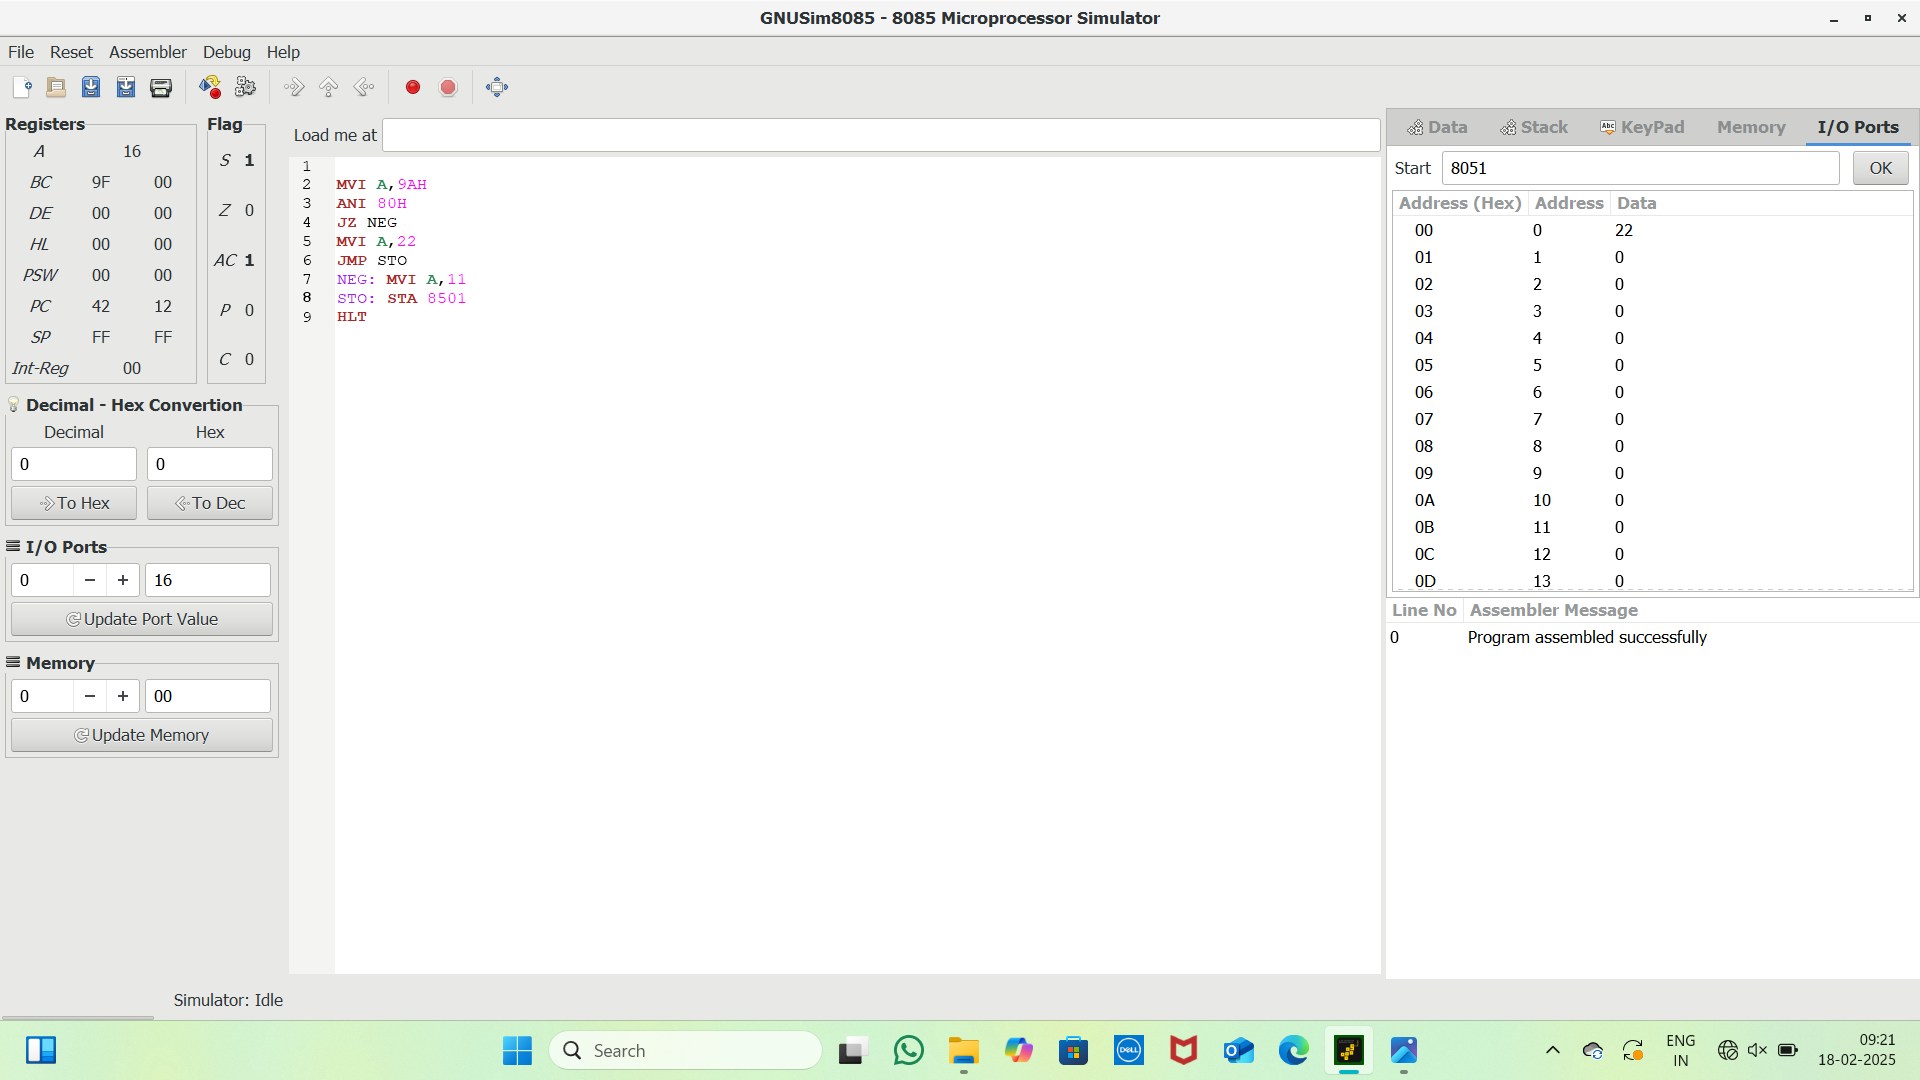 GNUSim8085 - 8085 Microprocessor Simulator
File Reset Assembler Debug Help
Registers
A 16
BC 9F 00
DE 00 00
HL 00 00
PSW 00 00
PC 42 12
SP FF FF
Int-Reg 00
Flag
S 1
Z 0
AC 1
P 0
C 0
Decimal - Hex Convertion
Decimal Hex
0 0
To Hex To Dec
I/O Ports
0 − + 16
Update Port Value
Memory
0 − + 00
Update Memory
Load me at
1
2 MVI A,9AH
3 ANI 80H
4 JZ NEG
5 MVI A,22
6 JMP STO
7 NEG: MVI A,11
8 STO: STA 8501
9 HLT
Data Stack Abc KeyPad Memory I/O Ports
Start 8051 OK
Address (Hex) Address Data
00 0 22
01 1 0
02 2 0
03 3 0
04 4 0
05 5 0
06 6 0
07 7 0
08 8 0
09 9 0
0A 10 0
0B 11 0
0C 12 0
0D 13 0
Line No Assembler Message
0 Program assembled successfully
Simulator: Idle
Search
DELL
ENG
IN
09:21
18-02-2025